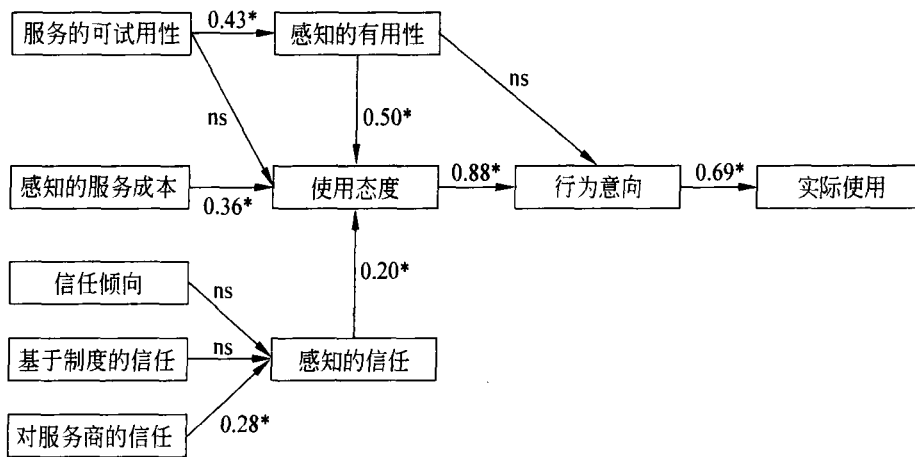 服务的可试用性
0.43*
感知的有用性
ns
ns
0.50*
感知的服务成本
0.36*
使用态度
0.88*
行为意向
0.69*
实际使用
0.20*
信任倾向
ns
基于制度的信任
ns
感知的信任
对服务商的信任
0.28*